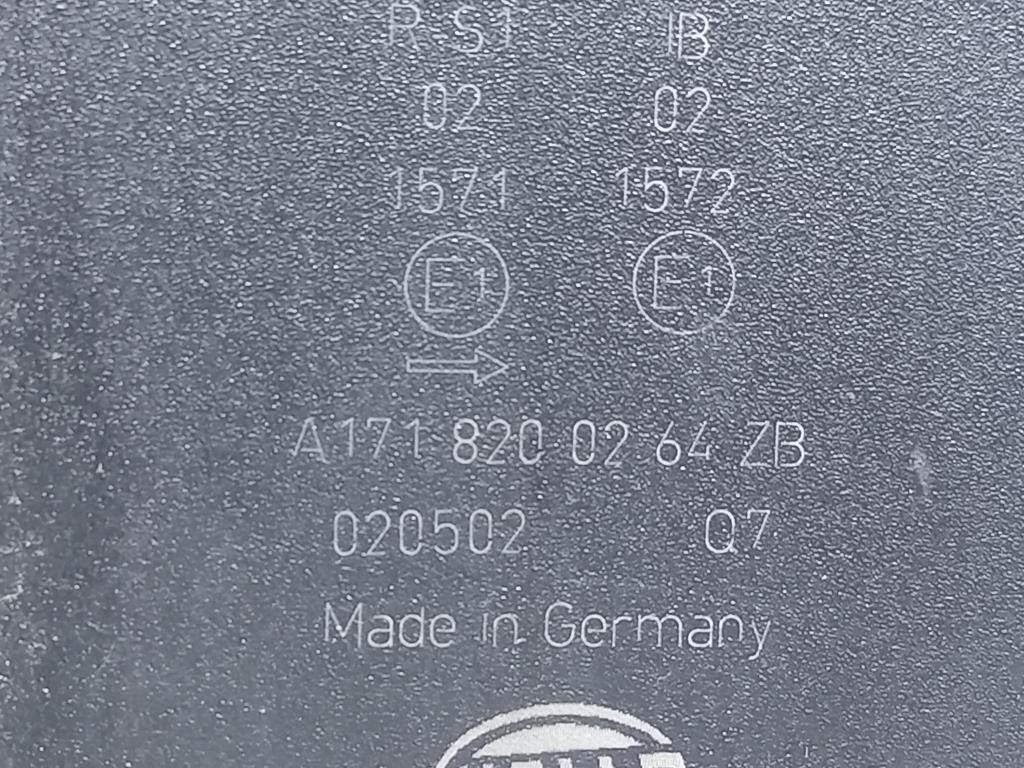 R S1 IB
02 02
1571 1572
E1 E1
A171 820 02 64 ZB
020502 Q7
Made in Germany